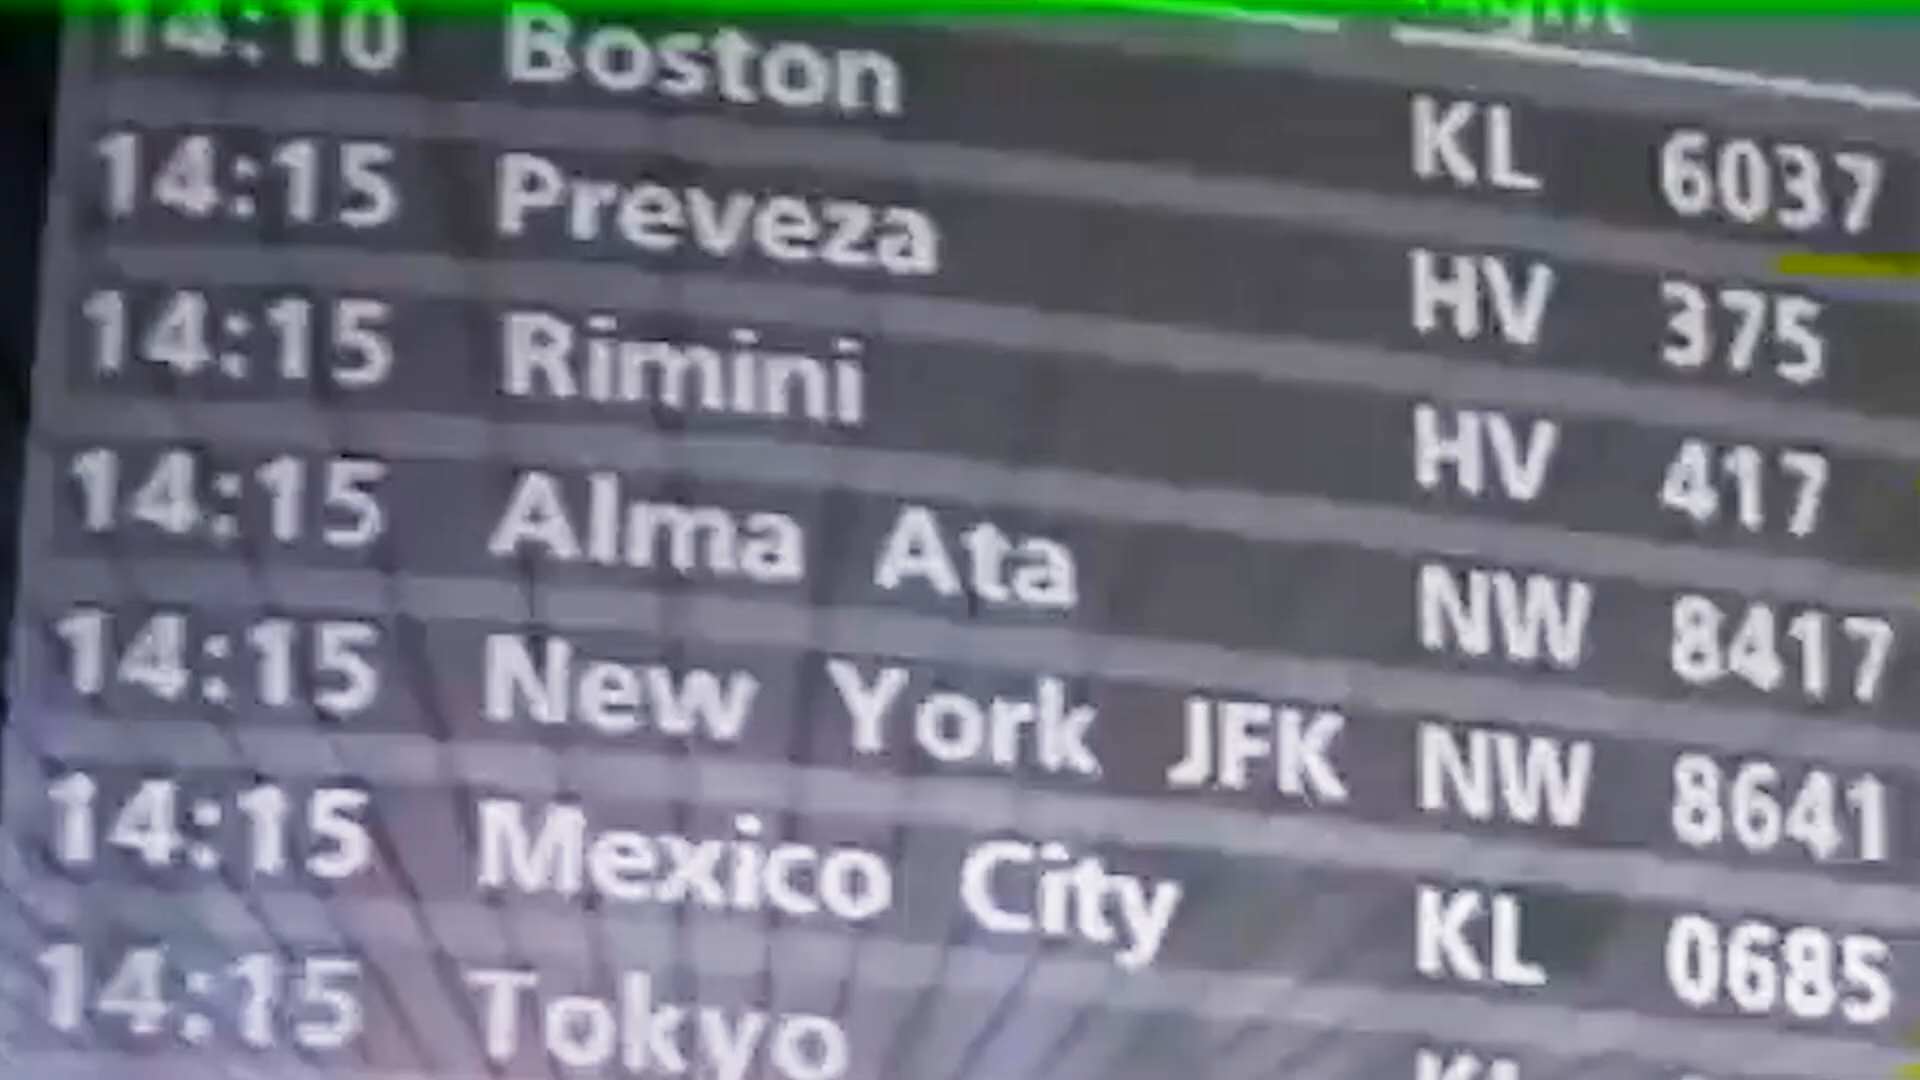 14:10 Boston KL 6037
14:15 Preveza HV 375
14:15 Rimini HV 417
14:15 Alma Ata NW 8417
14:15 New York JFK NW 8641
14:15 Mexico City KL 0685
14:15 Tokyo KL